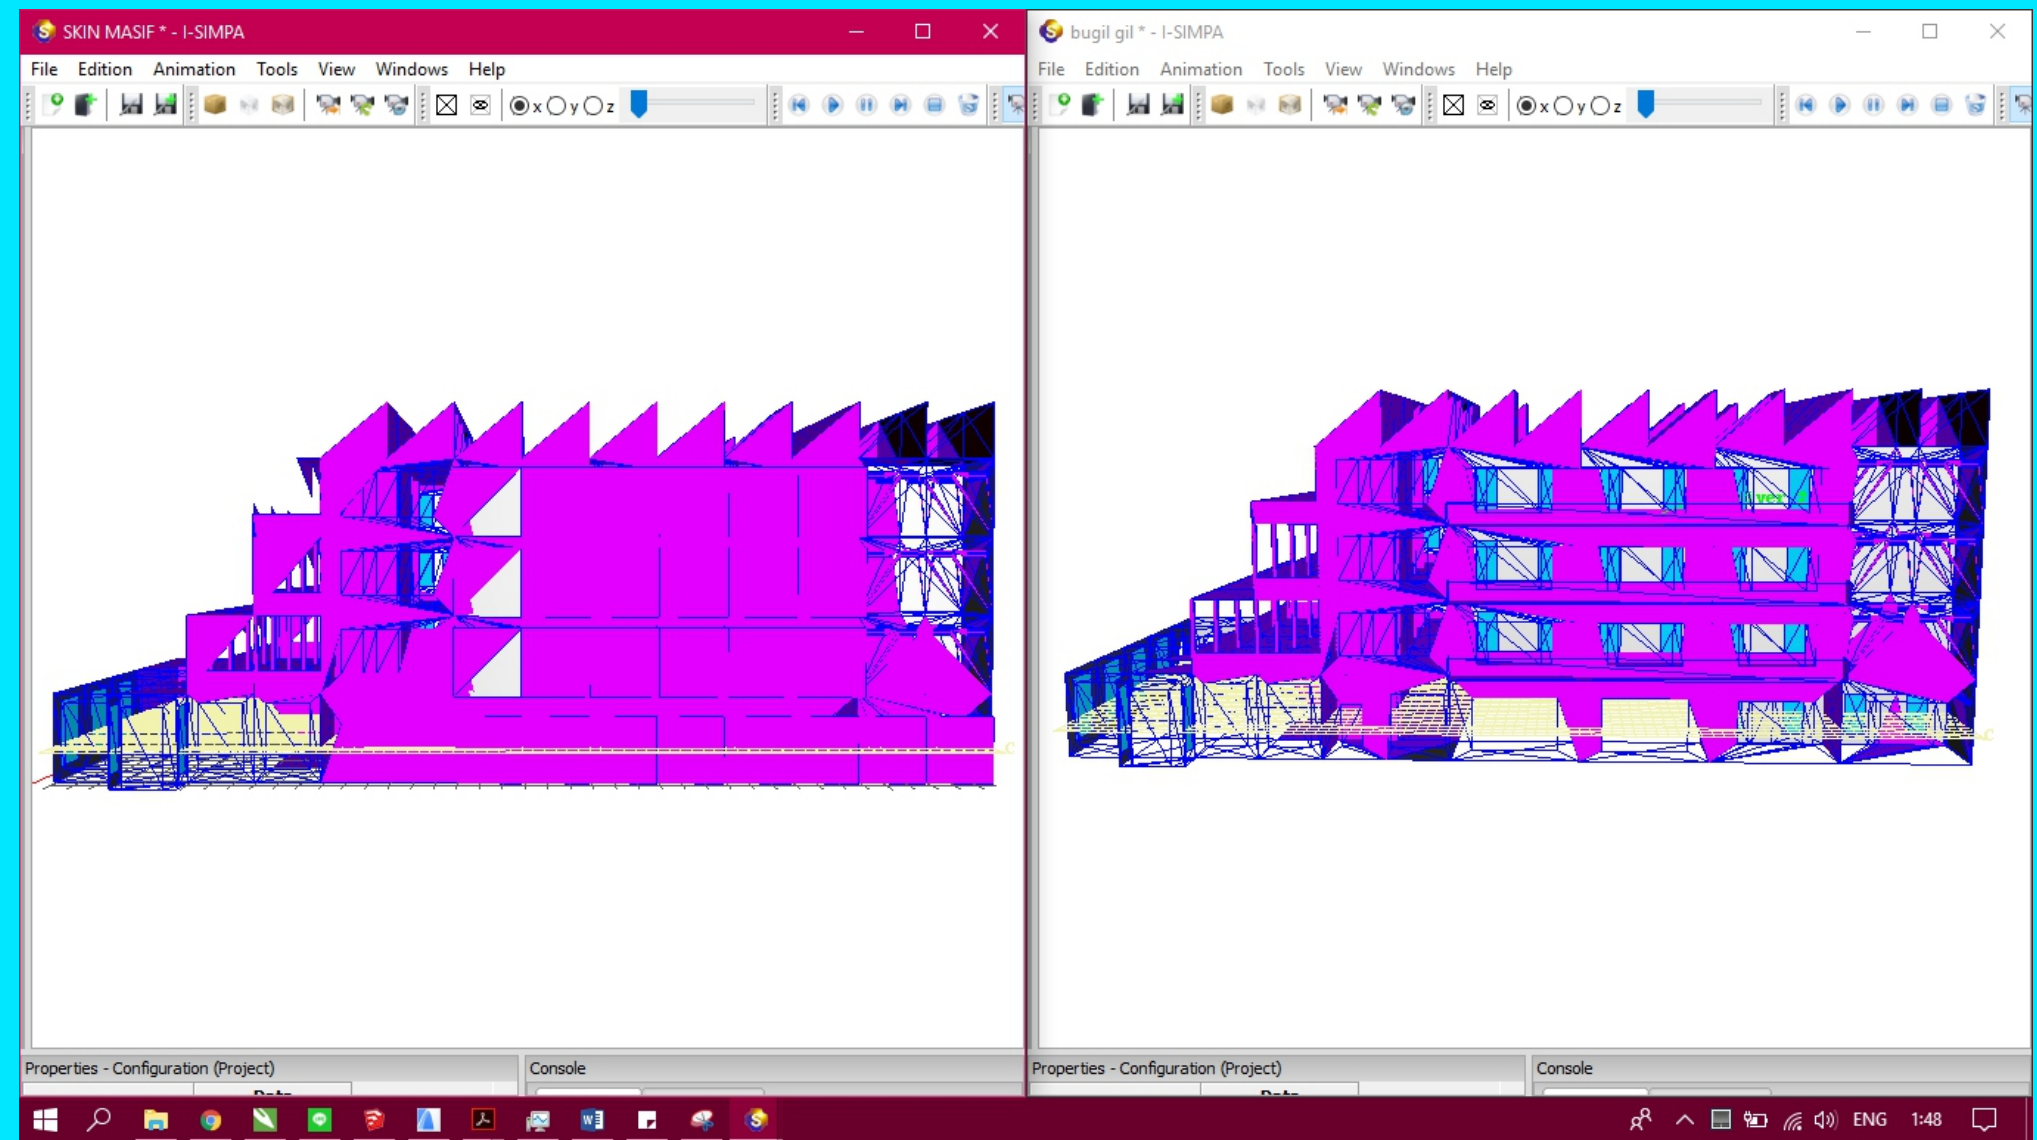 SKIN MASIF * - I-SIMPA
File Edition Animation Tools View Windows Help
x y z
Properties - Configuration (Project)
Console
bugil gil * - I-SIMPA
File Edition Animation Tools View Windows Help
x y z
Properties - Configuration (Project)
Console
ENG 1:48